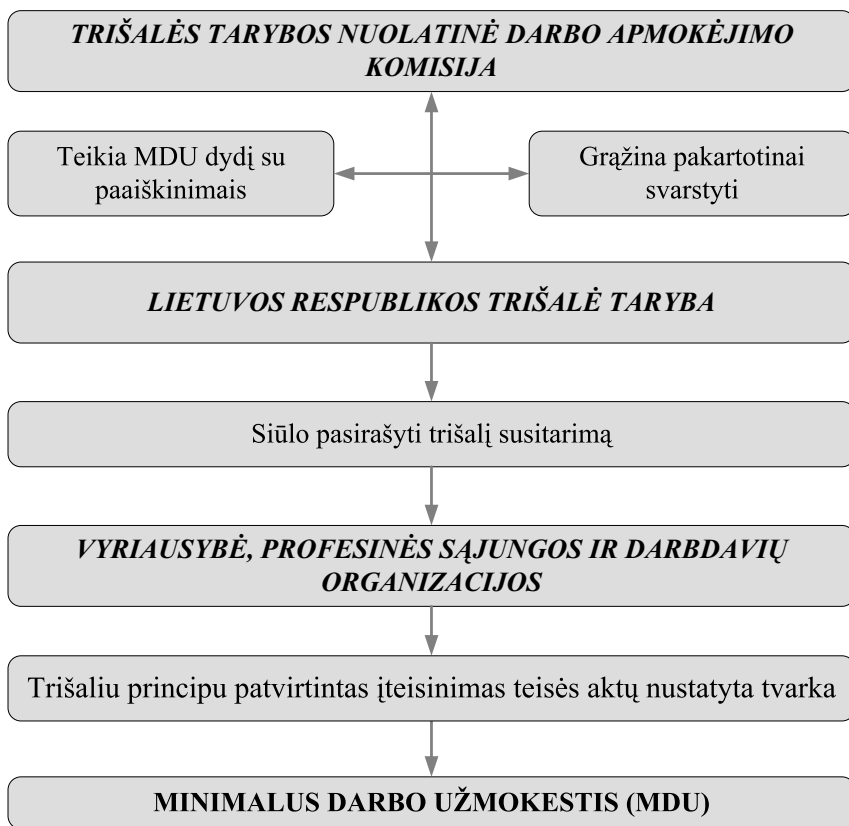 TRIŠALĖS TARYBOS NUOLATINĖ DARBO APMOKĖJIMO
KOMISIJA
Teikia MDU dydį su
paaiškinimais
Grąžina pakartotinai
svarstyti
LIETUVOS RESPUBLIKOS TRIŠALĖ TARYBA
Siūlo pasirašyti trišalį susitarimą
VYRIAUSYBĖ, PROFESINĖS SĄJUNGOS IR DARBDAVIŲ
ORGANIZACIJOS
Trišaliu principu patvirtintas įteisinimas teisės aktų nustatyta tvarka
MINIMALUS DARBO UŽMOKESTIS (MDU)